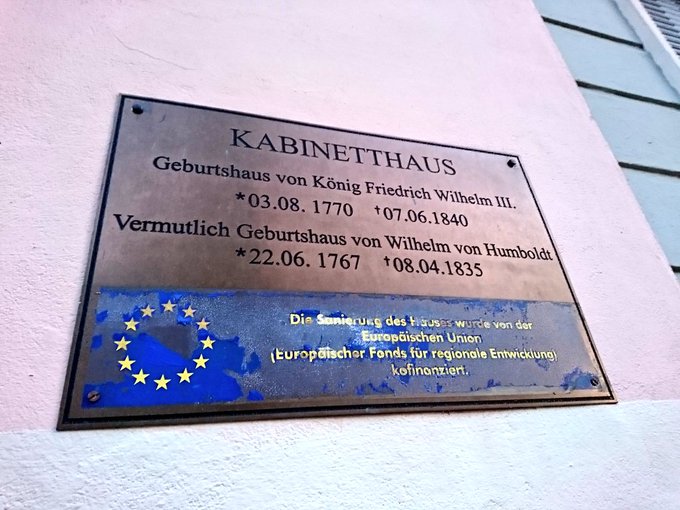 KABINETTHAUS
Geburtshaus von König Friedrich Wilhelm III.
*03.08. 1770 †07.06.1840
Vermutlich Geburtshaus von Wilhelm von Humboldt
*22.06. 1767 †08.04.1835
Die Sanierung des Hauses wurde von der
Europäischen Union
(Europäischer Fonds für regionale Entwicklung)
kofinanziert.